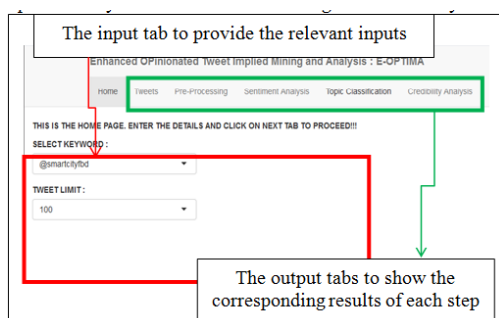 The input tab to provide the relevant inputs
Enhanced OPinionated Tweet Implied Mining and Analysis : E-OPTIMA
Home Tweets Pre-Processing Sentiment Analysis Topic Classification Credibility Analysis
THIS IS THE HOME PAGE. ENTER THE DETAILS AND CLICK ON NEXT TAB TO PROCEED!!!
SELECT KEYWORD :
@smartcityfbd
TWEET LIMIT :
100
The output tabs to show the
corresponding results of each step